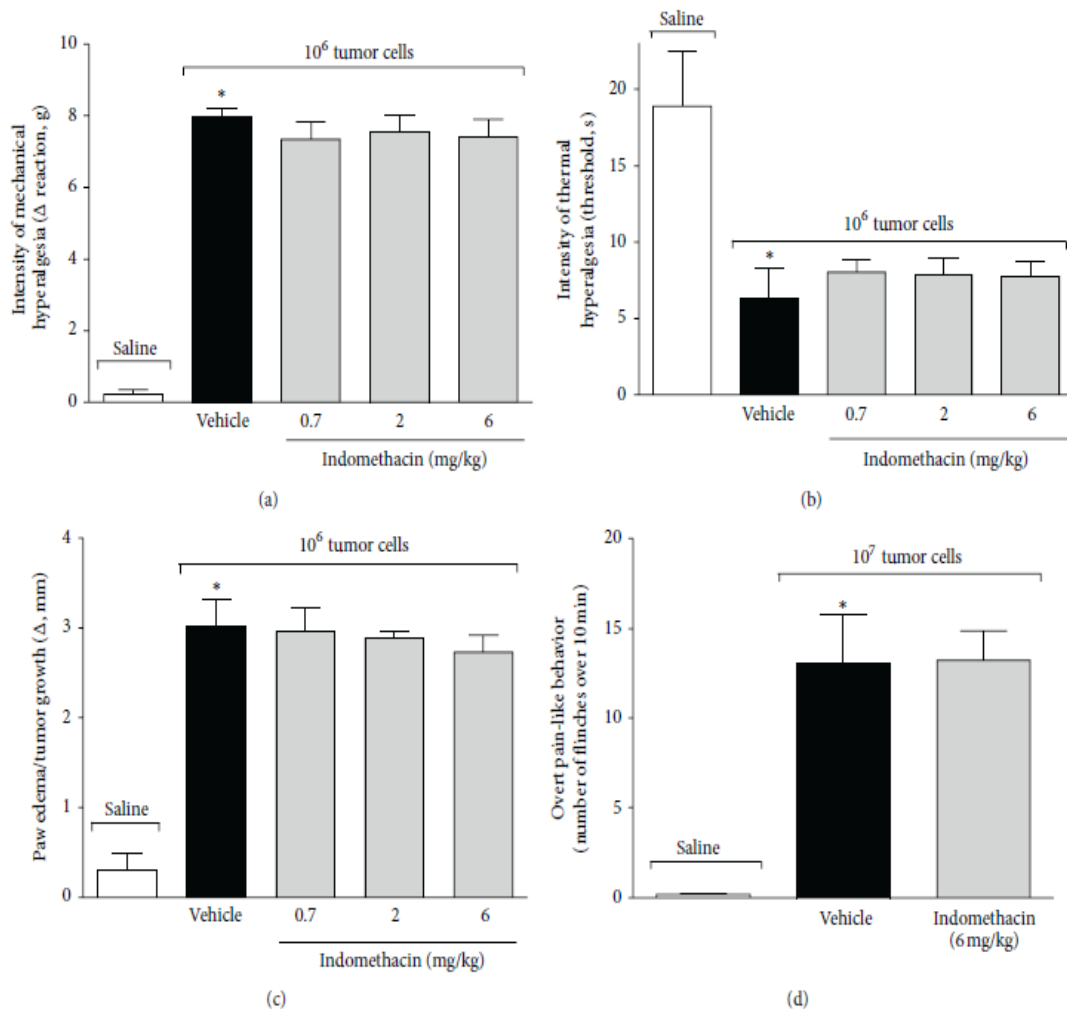 Intensity of mechanical
hyperalgesia (Δ reaction, g)
10
8
6
4
2
0
10⁶ tumor cells
*
Saline
Vehicle
0.7
2
6
Indomethacin (mg/kg)
(a)
Intensity of thermal
hyperalgesia (threshold, s)
20
15
10
5
0
Saline
10⁶ tumor cells
*
Vehicle
0.7
2
6
Indomethacin (mg/kg)
(b)
Paw edema/tumor growth (Δ, mm)
4
3
2
1
0
10⁶ tumor cells
*
Saline
Vehicle
0.7
2
6
Indomethacin (mg/kg)
(c)
Overt pain-like behavior
(number of flinches over 10 min)
20
15
10
5
0
10⁷ tumor cells
*
Saline
Vehicle
Indomethacin
(6 mg/kg)
(d)